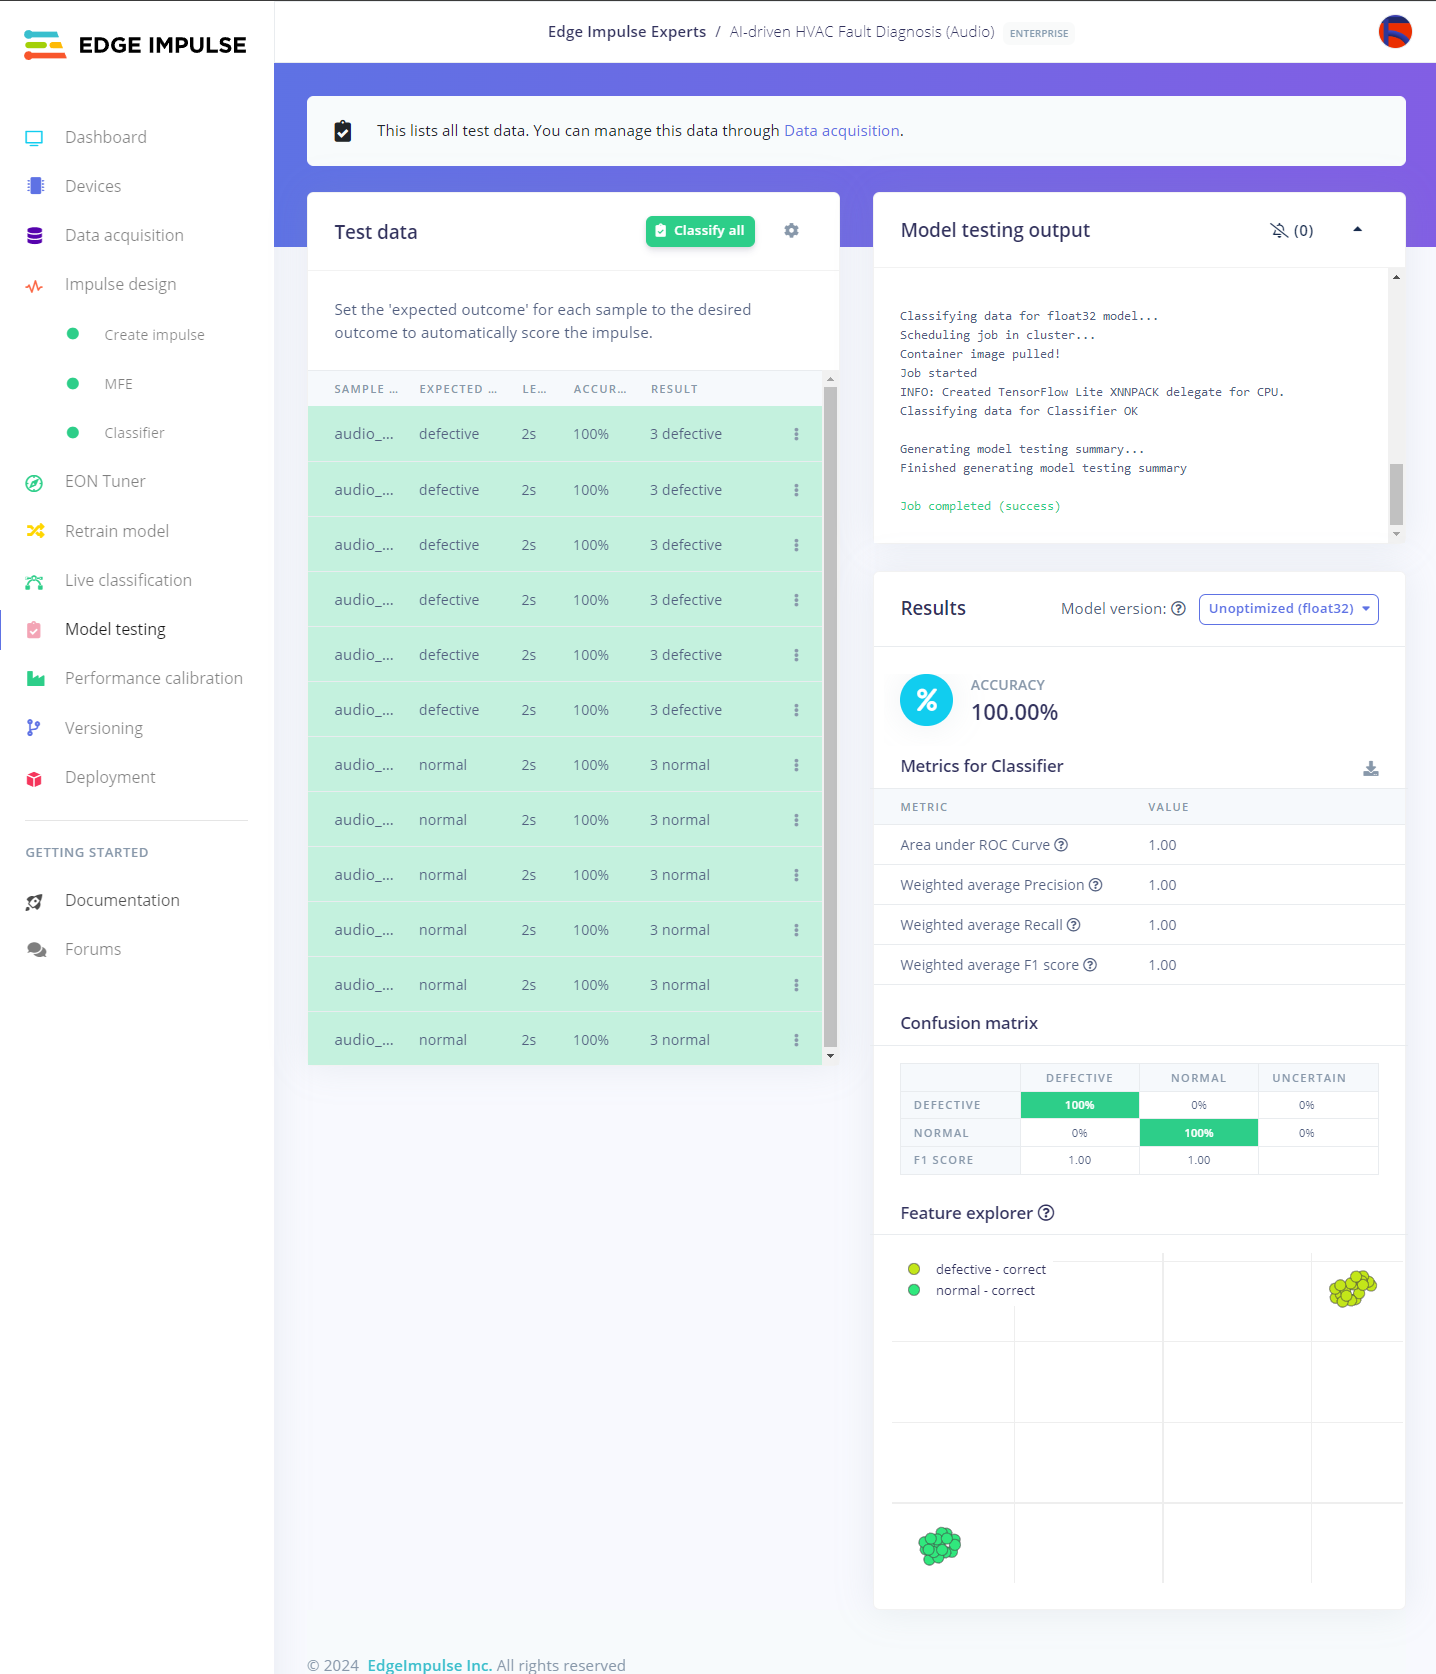 EDGE IMPULSE
Edge Impulse Experts / AI-driven HVAC Fault Diagnosis (Audio) ENTERPRISE
Dashboard
Devices
Data acquisition
Impulse design
Create impulse
MFE
Classifier
EON Tuner
Retrain model
Live classification
Model testing
Performance calibration
Versioning
Deployment
GETTING STARTED
Documentation
Forums
This lists all test data. You can manage this data through Data acquisition.
Test data
Classify all
Set the 'expected outcome' for each sample to the desired
outcome to automatically score the impulse.
SAMPLE ... EXPECTED ... LE... ACCUR... RESULT
audio_... defective 2s 100% 3 defective
audio_... defective 2s 100% 3 defective
audio_... defective 2s 100% 3 defective
audio_... defective 2s 100% 3 defective
audio_... defective 2s 100% 3 defective
audio_... defective 2s 100% 3 defective
audio_... normal 2s 100% 3 normal
audio_... normal 2s 100% 3 normal
audio_... normal 2s 100% 3 normal
audio_... normal 2s 100% 3 normal
audio_... normal 2s 100% 3 normal
audio_... normal 2s 100% 3 normal
Model testing output
(0)
Classifying data for float32 model...
Scheduling job in cluster...
Container image pulled!
Job started
INFO: Created TensorFlow Lite XNNPACK delegate for CPU.
Classifying data for Classifier OK
Generating model testing summary...
Finished generating model testing summary
Job completed (success)
Results
Model version: Unoptimized (float32)
%
ACCURACY
100.00%
Metrics for Classifier
METRIC VALUE
Area under ROC Curve 1.00
Weighted average Precision 1.00
Weighted average Recall 1.00
Weighted average F1 score 1.00
Confusion matrix
DEFECTIVE NORMAL UNCERTAIN
DEFECTIVE 100% 0% 0%
NORMAL 0% 100% 0%
F1 SCORE 1.00 1.00
Feature explorer
defective - correct
normal - correct
© 2024 EdgeImpulse Inc. All rights reserved